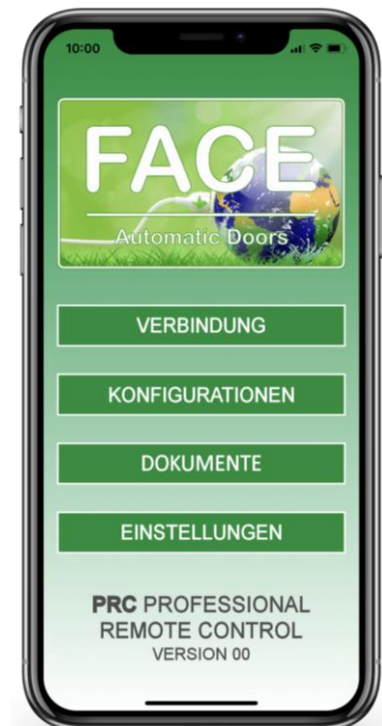 10:00
FACE
Automatic Doors
VERBINDUNG
KONFIGURATIONEN
DOKUMENTE
EINSTELLUNGEN
PRC PROFESSIONAL
REMOTE CONTROL
VERSION 00